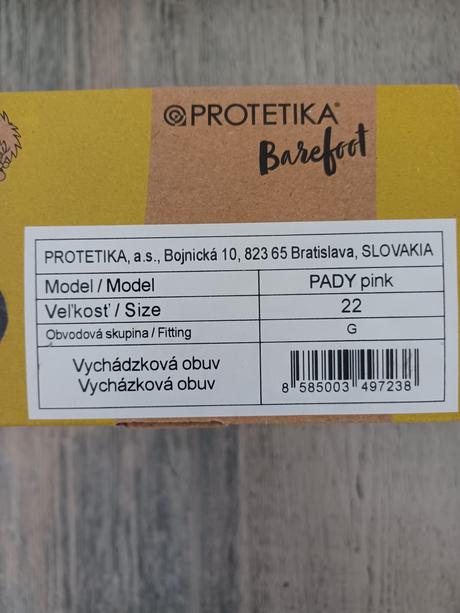 PROTETIKA®
Barefoot
PROTETIKA, a.s., Bojnická 10, 823 65 Bratislava, SLOVAKIA
Model / Model PADY pink
Veľkosť / Size 22
Obvodová skupina / Fitting G
Vychádzková obuv
Vycházková obuv
8 585003 497238